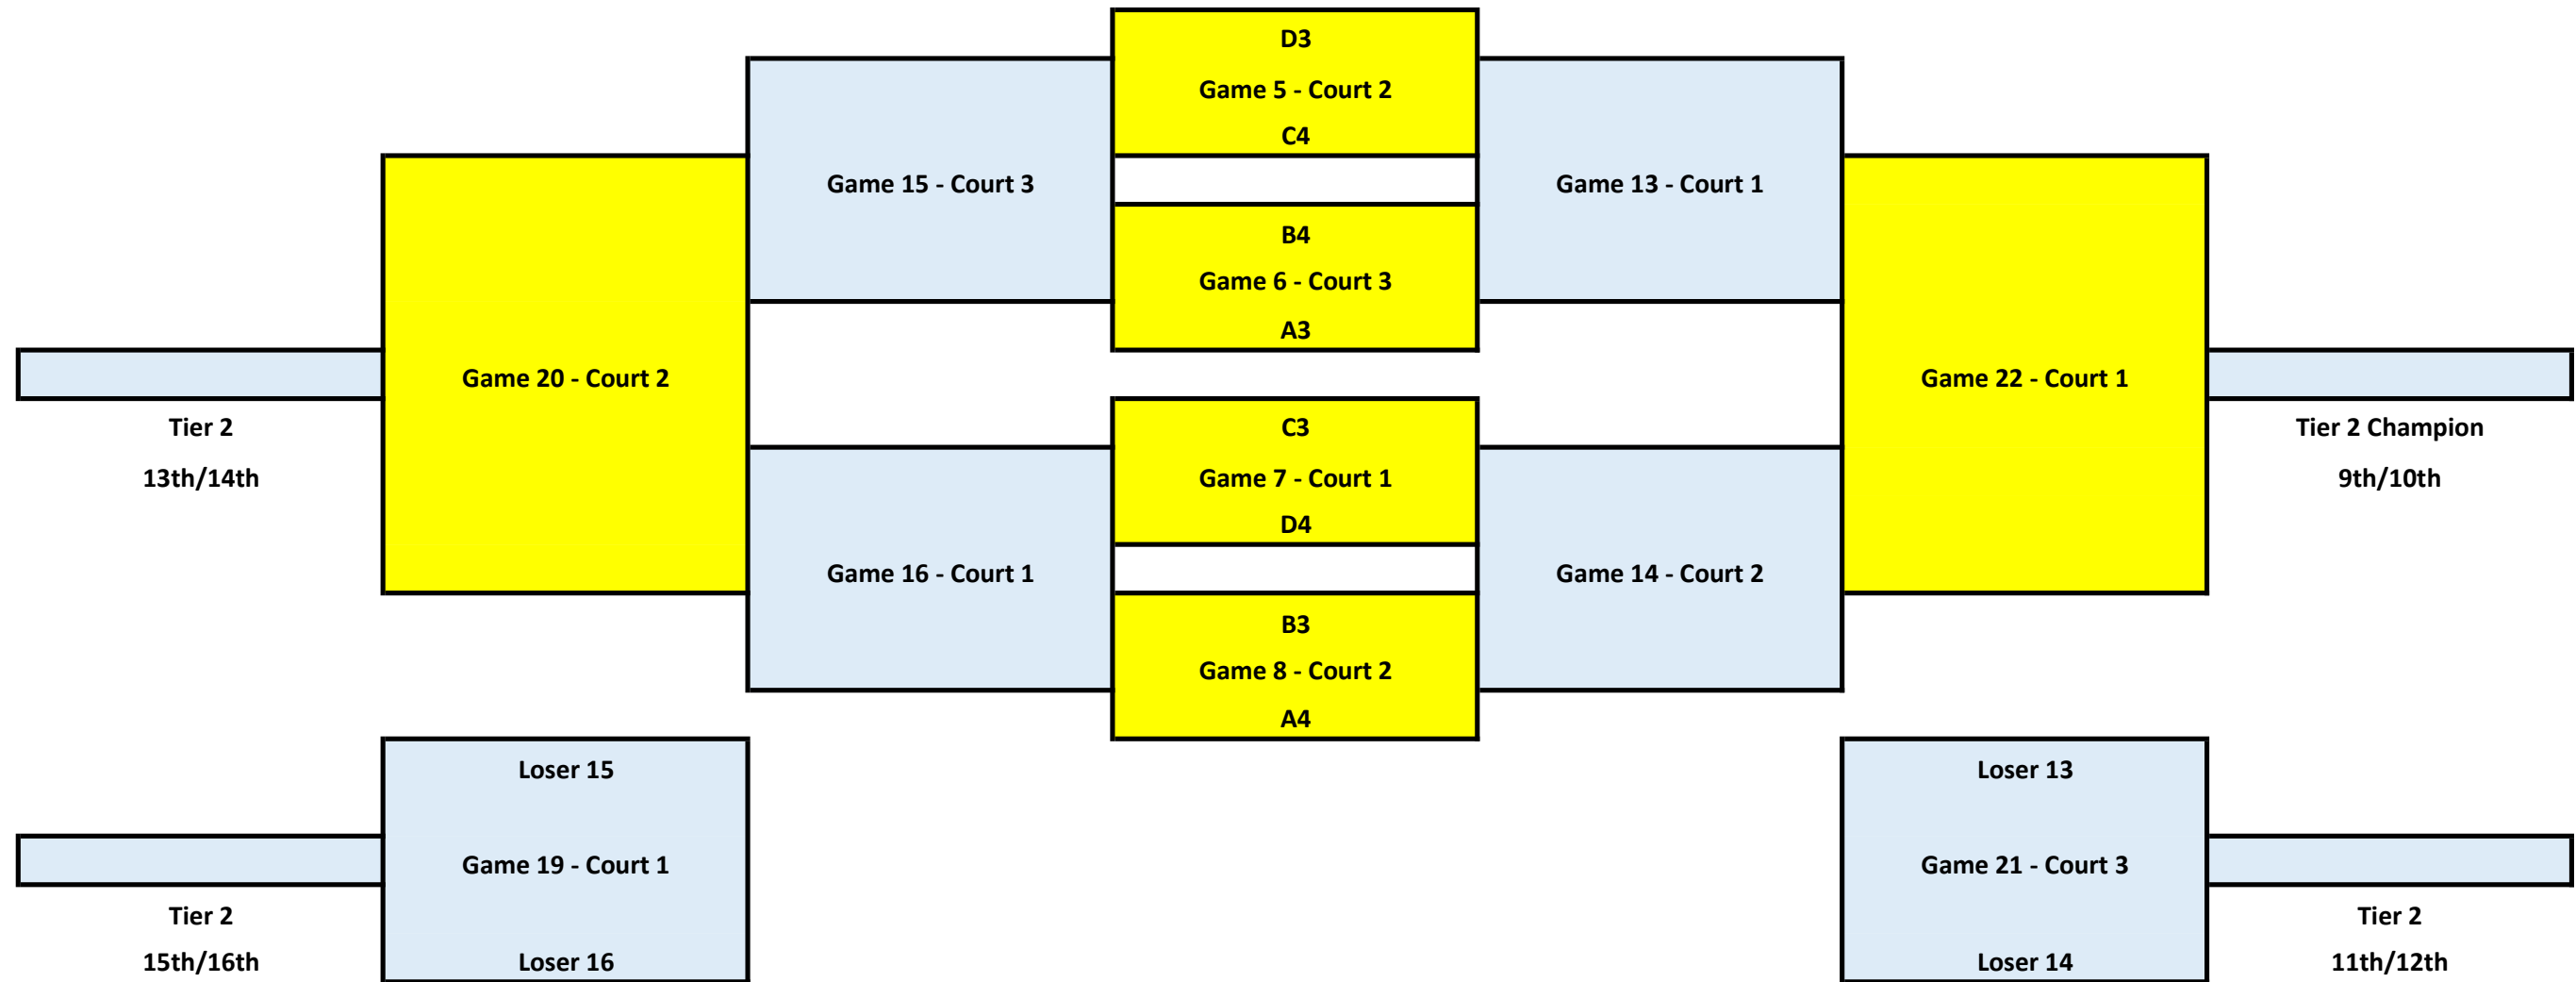 D3
Game 5 - Court 2
C4
Game 15 - Court 3
Game 13 - Court 1
B4
Game 6 - Court 3
A3
Game 20 - Court 2
Game 22 - Court 1
Tier 2
13th/14th
C3
Game 7 - Court 1
D4
Tier 2 Champion
9th/10th
Game 16 - Court 1
Game 14 - Court 2
B3
Game 8 - Court 2
A4
Loser 15
Game 19 - Court 1
Loser 16
Tier 2
15th/16th
Loser 13
Game 21 - Court 3
Loser 14
Tier 2
11th/12th